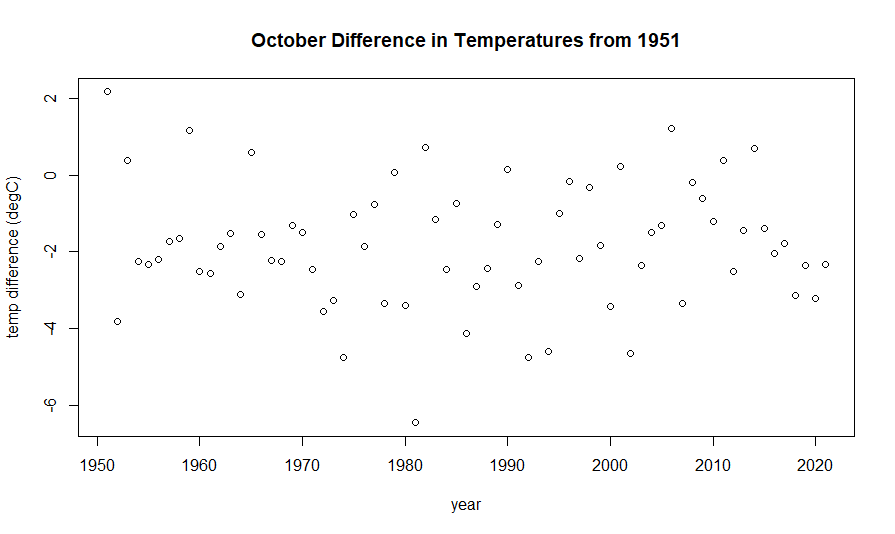 October Difference in Temperatures from 1951
temp difference (degC)
2
0
-2
-4
-6
1950 1960 1970 1980 1990 2000 2010 2020
year